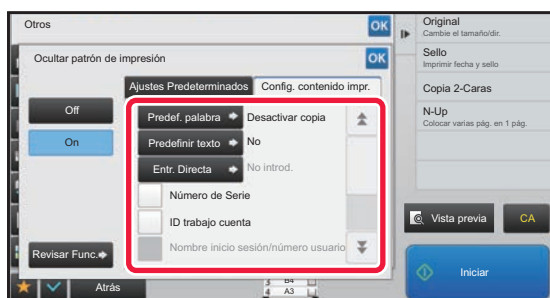 Otros
OK
Ocultar patrón de impresión
OK
Ajustes Predeterminados
Config. contenido impr.
Off
On
Predef. palabra
Desactivar copia
Predefinir texto
No
Entr. Directa
No introd.
Número de Serie
ID trabajo cuenta
Nombre inicio sesión/número usuario
Revisar Func.
Atrás
3 B4
4 A3
Original
Cambie el tamaño/dir.
Sello
Imprimir fecha y sello
Copia 2-Caras
N-Up
Colocar varias pág. en 1 pág.
Vista previa
CA
Iniciar